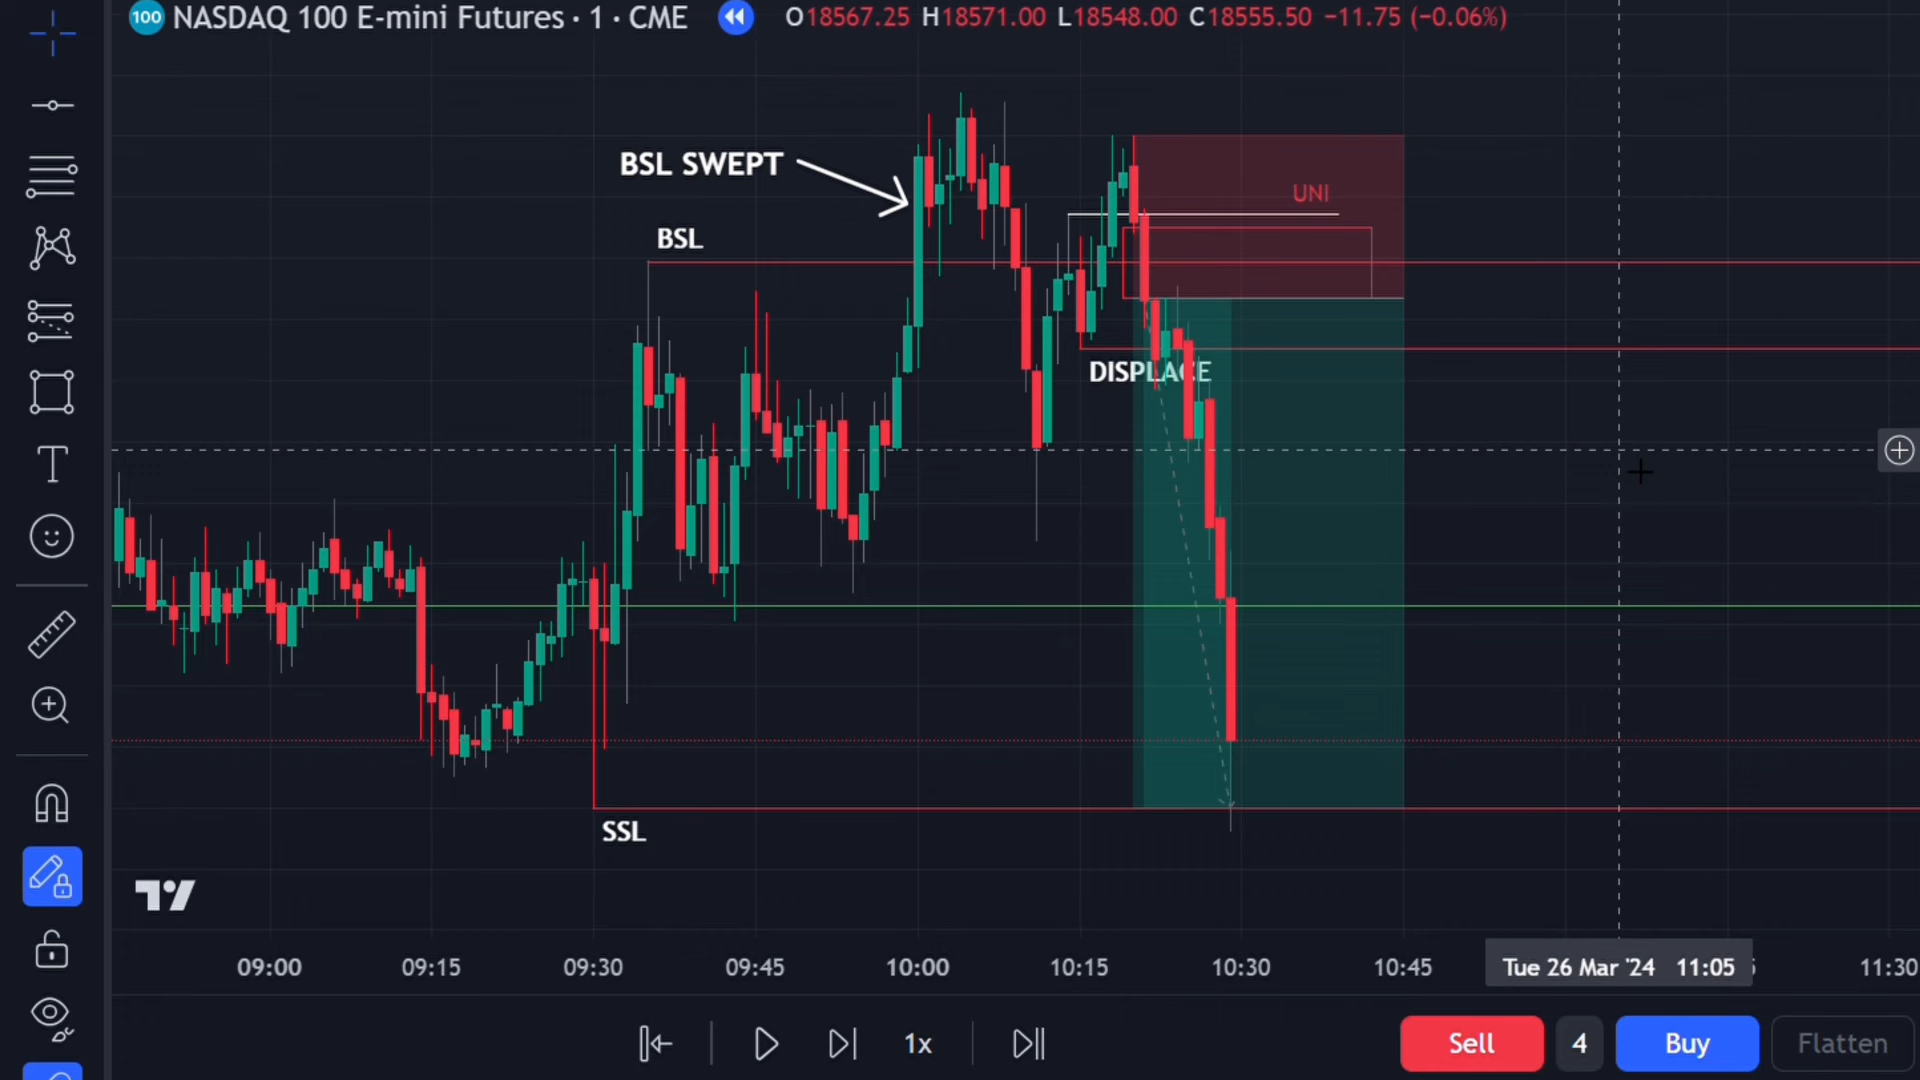 100 NASDAQ 100 E-mini Futures · 1 · CME O18567.25 H18571.00 L18548.00 C18555.50 −11.75 (−0.06%)
BSL SWEPT
UNI
BSL
DISPLACE
SSL
09:00 09:15 09:30 09:45 10:00 10:15 10:30 10:45 Tue 26 Mar '24 11:05 11:30
1x Sell 4 Buy Flatten